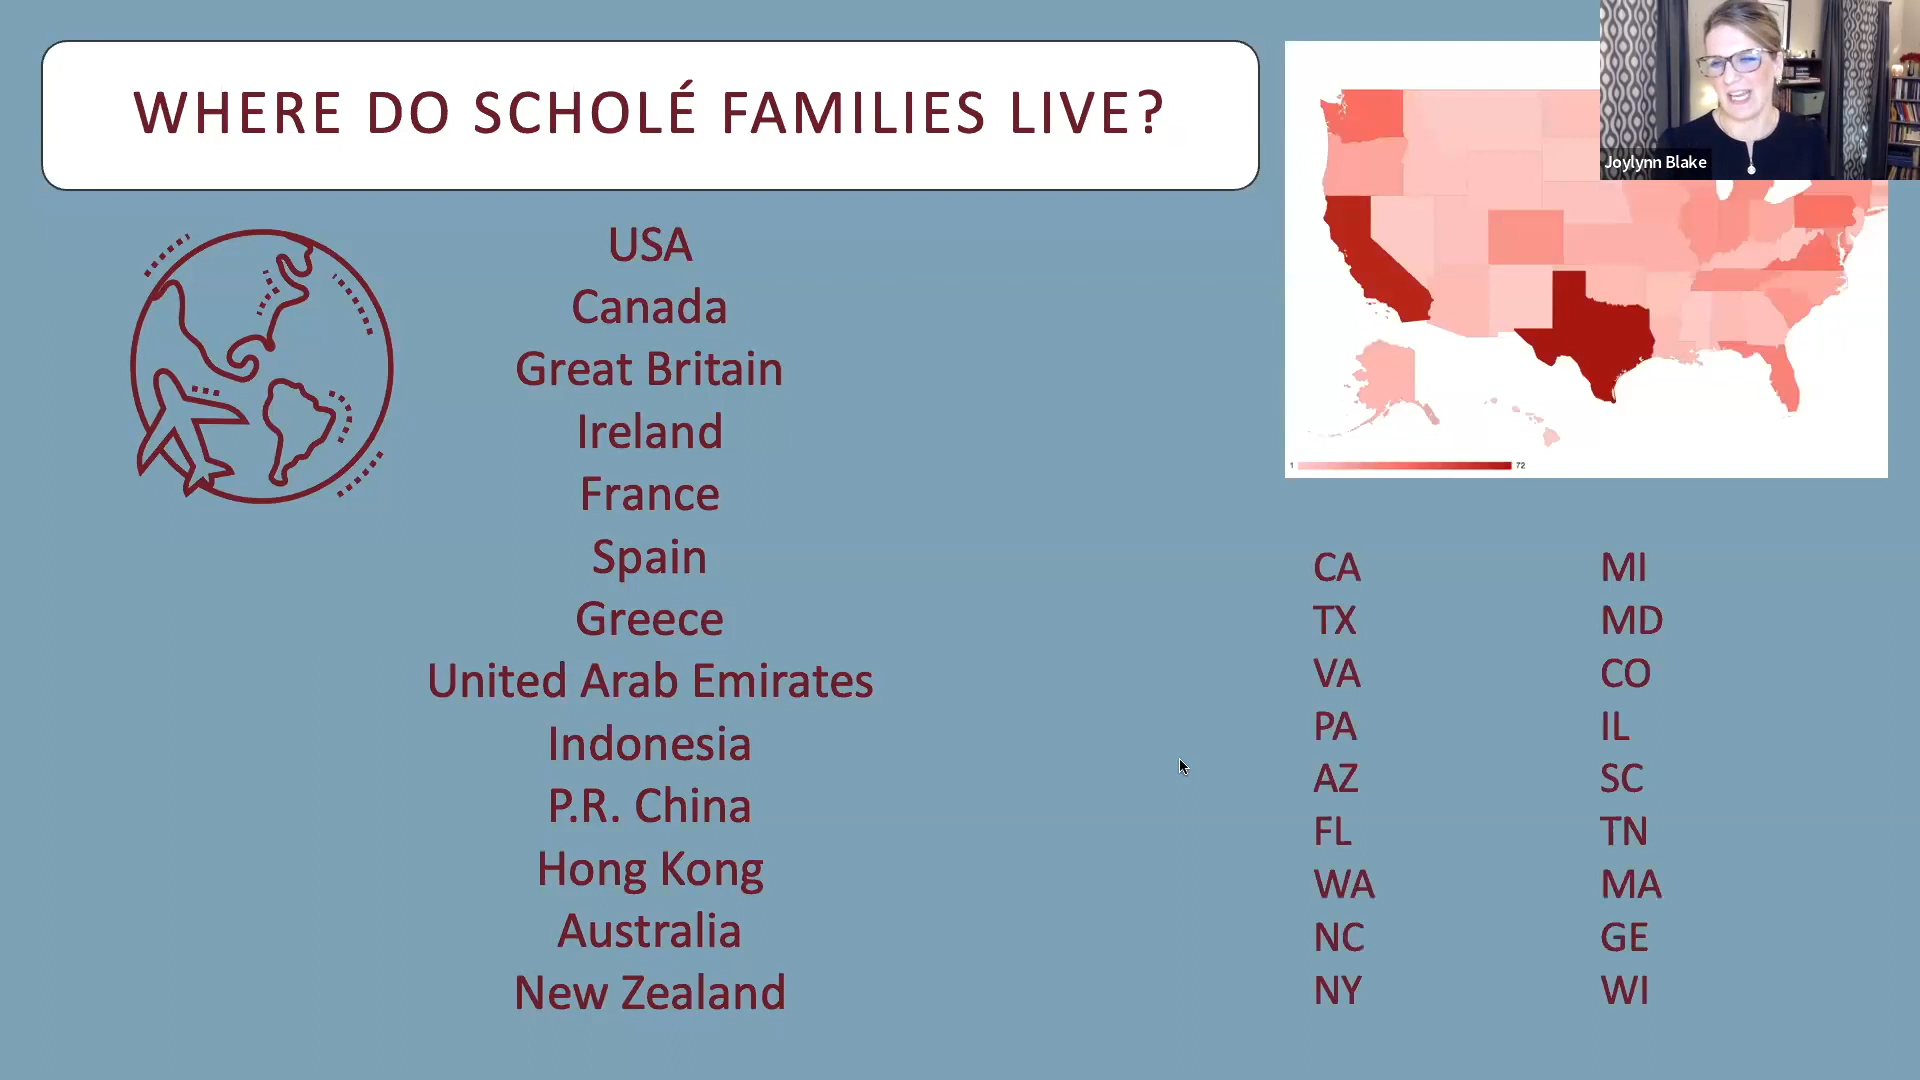 WHERE DO SCHOLÉ FAMILIES LIVE?
Joylynn Blake
USA
Canada
Great Britain
Ireland
France
Spain
Greece
United Arab Emirates
Indonesia
P.R. China
Hong Kong
Australia
New Zealand
1 72
CA
TX
VA
PA
AZ
FL
WA
NC
NY
MI
MD
CO
IL
SC
TN
MA
GE
WI